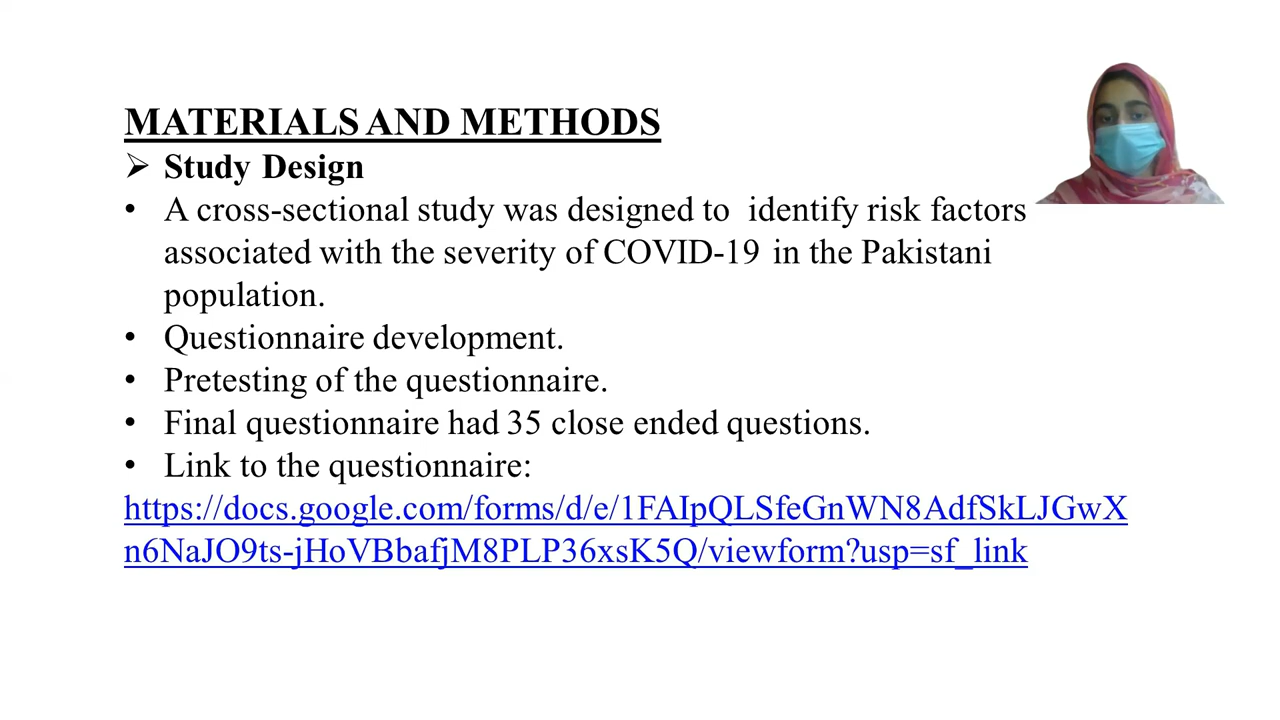 MATERIALS AND METHODS
➢ Study Design
• A cross-sectional study was designed to identify risk factors
associated with the severity of COVID-19 in the Pakistani
population.
• Questionnaire development.
• Pretesting of the questionnaire.
• Final questionnaire had 35 close ended questions.
• Link to the questionnaire:
https://docs.google.com/forms/d/e/1FAIpQLSfeGnWN8AdfSkLJGwX
n6NaJO9ts-jHoVBbafjM8PLP36xsK5Q/viewform?usp=sf_link